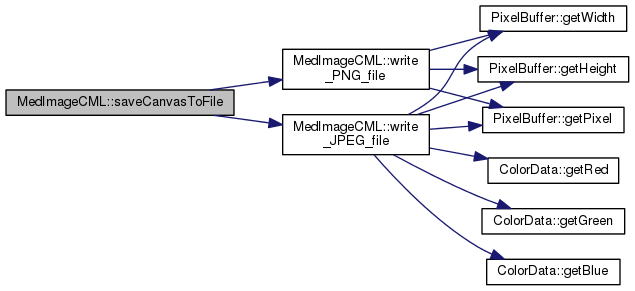 MedImageCML::saveCanvasToFile
MedImageCML::write
_PNG_file
MedImageCML::write
_JPEG_file
PixelBuffer::getWidth
PixelBuffer::getHeight
PixelBuffer::getPixel
ColorData::getRed
ColorData::getGreen
ColorData::getBlue